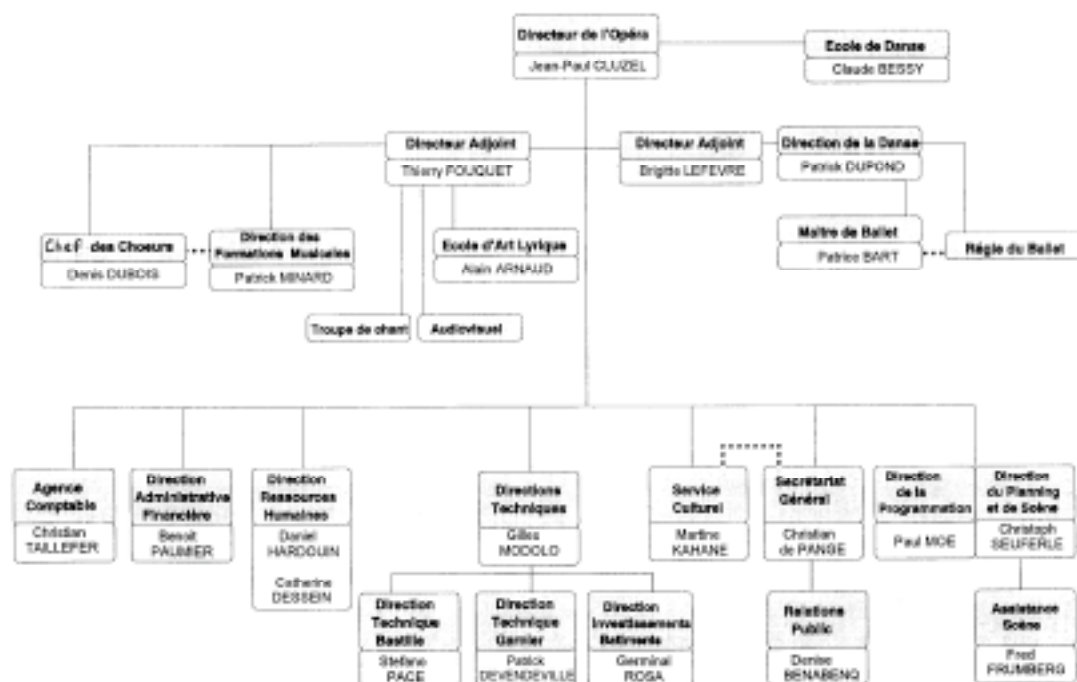 Directeur de l'Opéra
Jean-Paul CLUZEL
Ecole de Danse
Claude BESSY
Directeur Adjoint
Thierry FOUQUET
Directeur Adjoint
Brigitte LEFEVRE
Direction de la Danse
Patrick DUPOND
Chef des Choeurs
Denis DUBOIS
Direction des
Formations Musicales
Patrick MINARD
Ecole d'Art Lyrique
Alain ARNAUD
Maître de Ballet
Patrice BART
Régie du Ballet
Troupe de chant
Audiovisuel
Agence
Comptable
Christian
TAILLEFER
Direction
Administrative
Financière
Benoit
PAUMIER
Direction
Ressources
Humaines
Daniel
HARDOUIN
Catherine
DESSEIN
Directions
Techniques
Gilles
MODOLO
Service
Culturel
Martine
KAHANE
Secrétariat
Général
Christian
de PANGE
Direction
de la
Programmation
Paul MOE
Direction
du Planning
et de Scène
Christoph
SEUFERLE
Direction
Technique
Bastille
Stefano
PACE
Direction
Technique
Garnier
Patrick
DEVENDEVILLE
Direction
Investissements
Batiments
Germinal
ROSA
Relations
Public
Denise
BENABENQ
Assistance
Scène
Fred
FRUMBERG